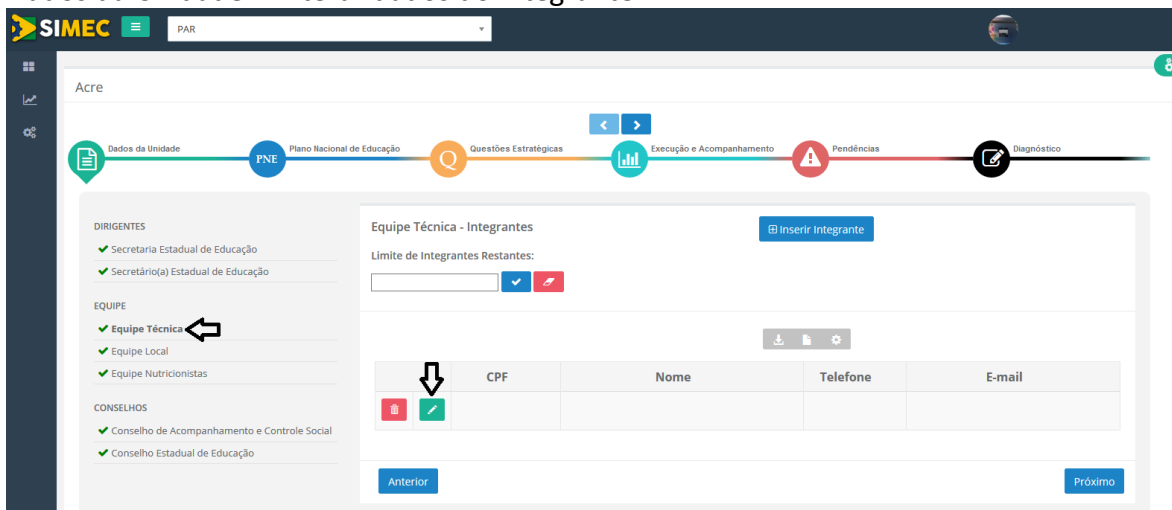 SIMEC
PAR
Acre
Dados da Unidade
PNE
Plano Nacional de Educação
Q
Questões Estratégicas
Execução e Acompanhamento
Pendências
Diagnóstico
DIRIGENTES
Secretaria Estadual de Educação
Secretário(a) Estadual de Educação
EQUIPE
Equipe Técnica
Equipe Local
Equipe Nutricionistas
CONSELHOS
Conselho de Acompanhamento e Controle Social
Conselho Estadual de Educação
Equipe Técnica - Integrantes
Inserir Integrante
Limite de Integrantes Restantes:
CPF Nome Telefone E-mail
Anterior
Próximo